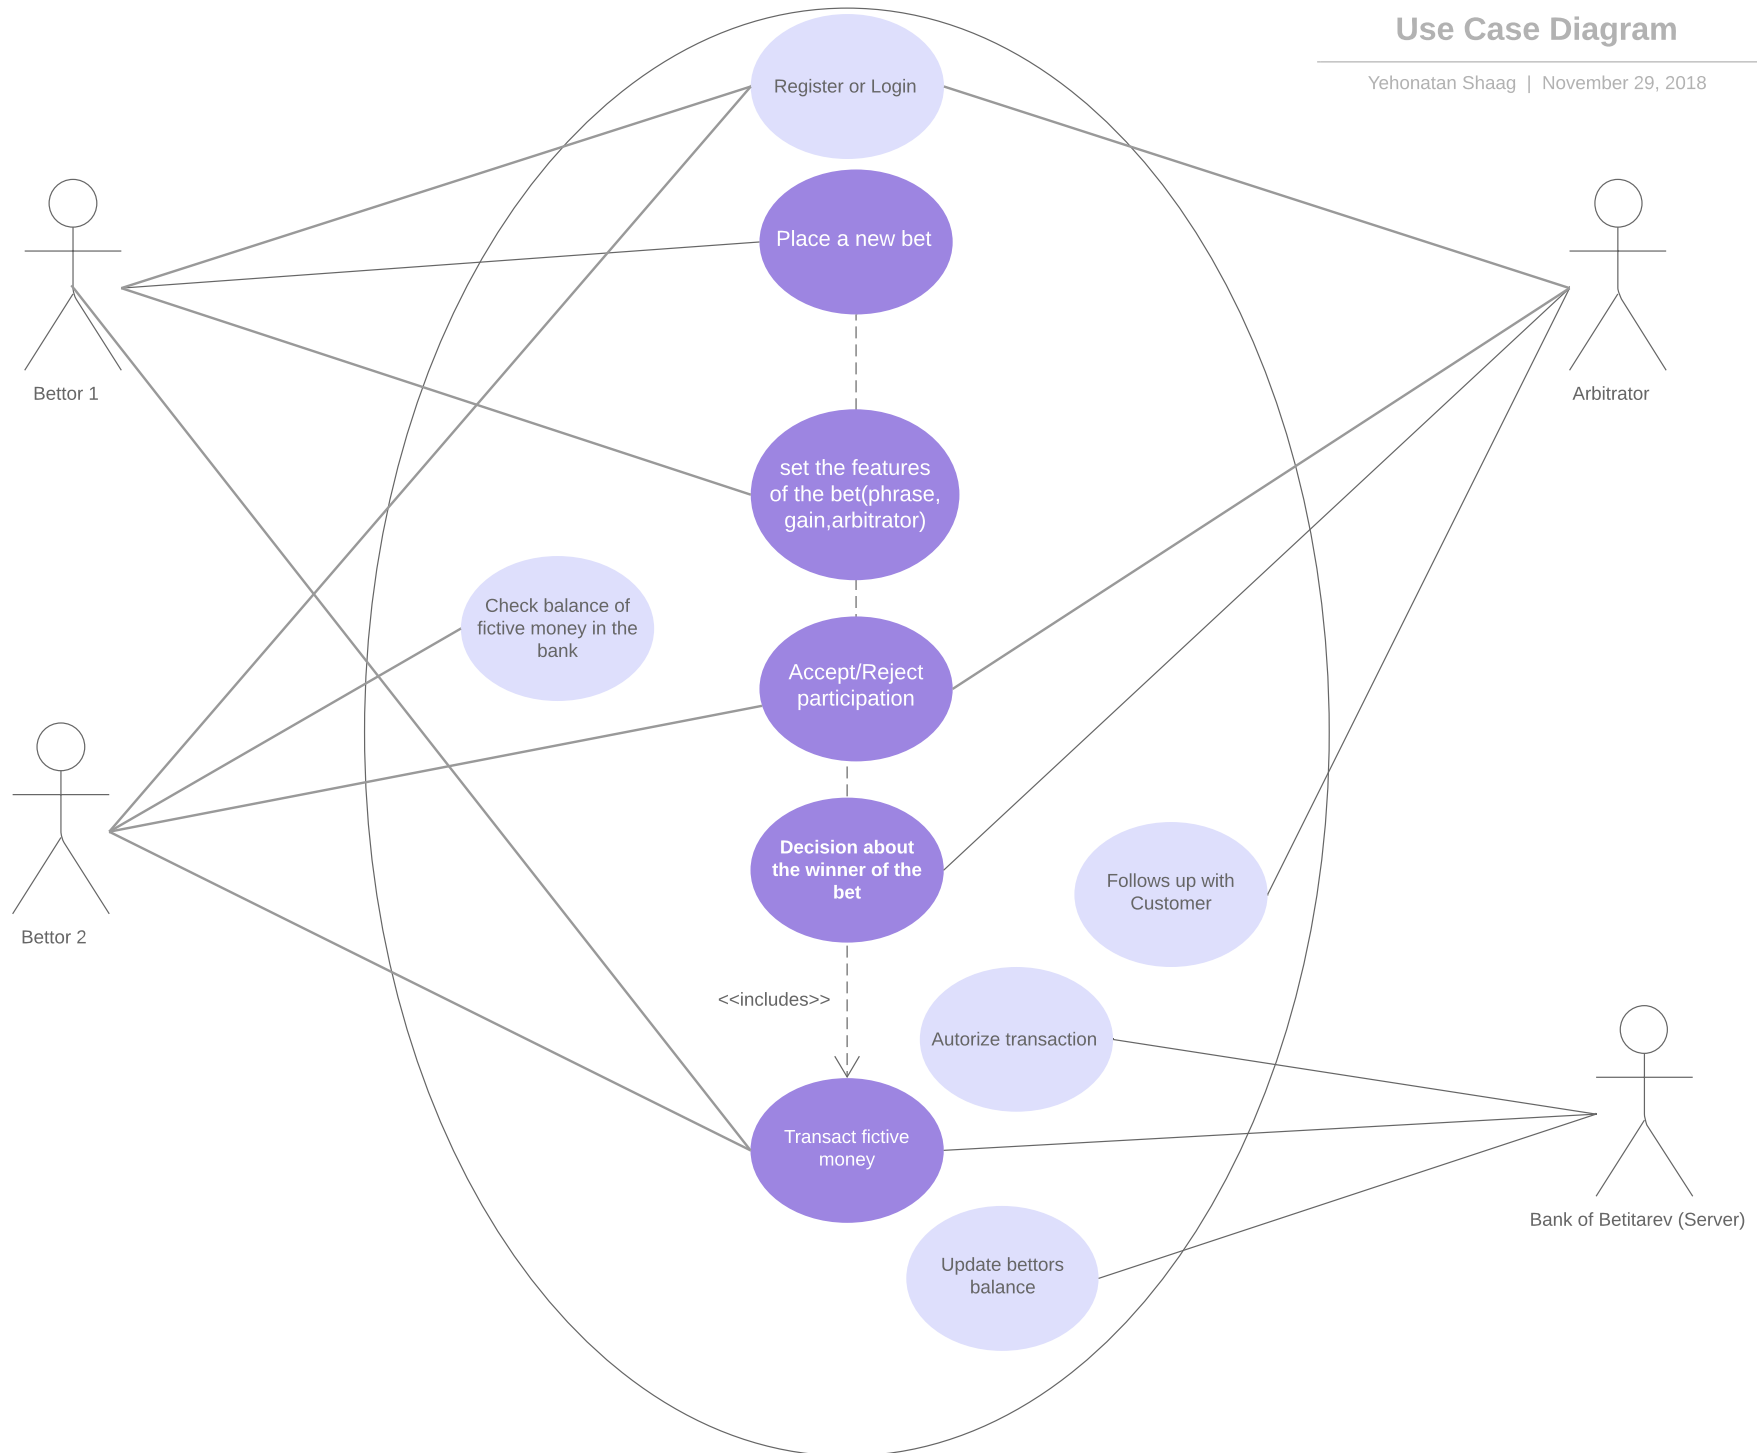 Use Case Diagram
Yehonatan Shaag | November 29, 2018
Register or Login
Place a new bet
Bettor 1
Arbitrator
set the features
of the bet(phrase,
gain,arbitrator)
Check balance of
fictive money in the
bank
Accept/Reject
participation
Decision about
the winner of the
bet
Follows up with
Customer
Bettor 2
<<includes>>
Autorize transaction
Transact fictive
money
Bank of Betitarev (Server)
Update bettors
balance